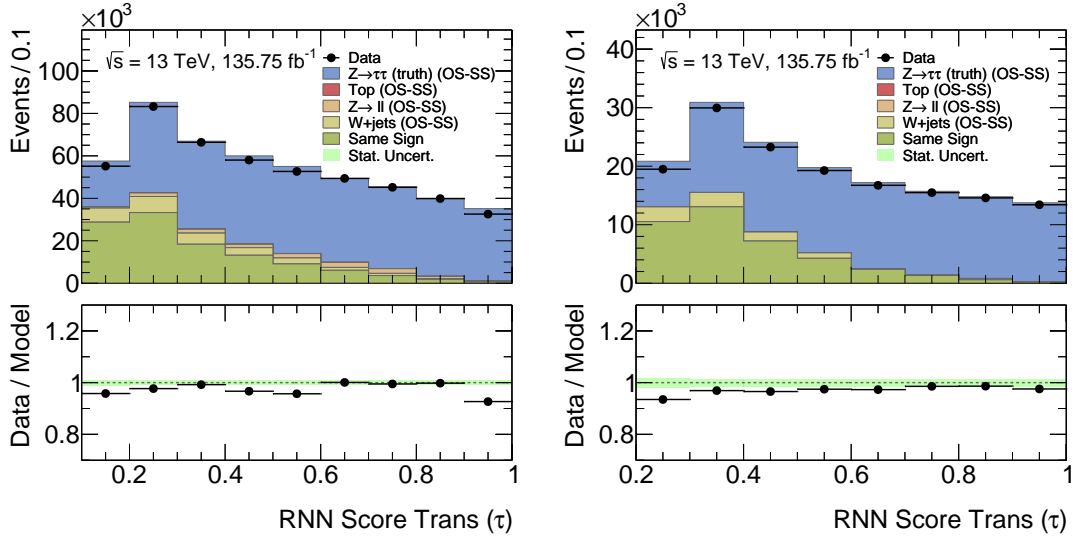 ×10³
√s = 13 TeV, 135.75 fb⁻¹
Data
Z→ττ (truth) (OS-SS)
Top (OS-SS)
Z→ ll (OS-SS)
W+jets (OS-SS)
Same Sign
Stat. Uncert.
Events / 0.1
100
80
60
40
20
0
Data / Model
1.2
1
0.8
0.2 0.4 0.6 0.8 1
RNN Score Trans (τ)
×10³
√s = 13 TeV, 135.75 fb⁻¹
Data
Z→ττ (truth) (OS-SS)
Top (OS-SS)
Z→ ll (OS-SS)
W+jets (OS-SS)
Same Sign
Stat. Uncert.
Events / 0.1
40
30
20
10
0
Data / Model
1.2
1
0.8
0.2 0.4 0.6 0.8 1
RNN Score Trans (τ)